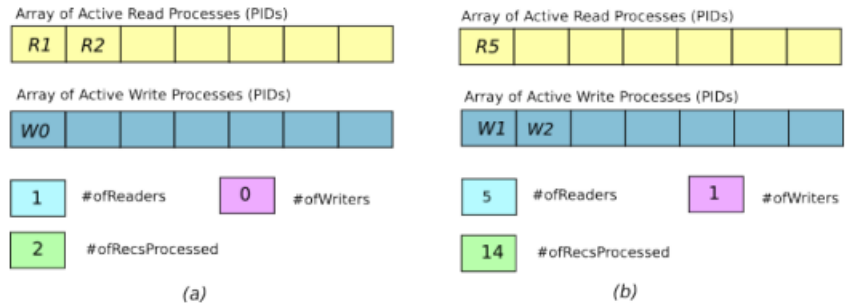 Array of Active Read Processes (PIDs)
R1 R2
Array of Active Write Processes (PIDs)
W0
1 #ofReaders 0 #ofWriters
2 #ofRecsProcessed
(a)
Array of Active Read Processes (PIDs)
R5
Array of Active Write Processes (PIDs)
W1 W2
5 #ofReaders 1 #ofWriters
14 #ofRecsProcessed
(b)